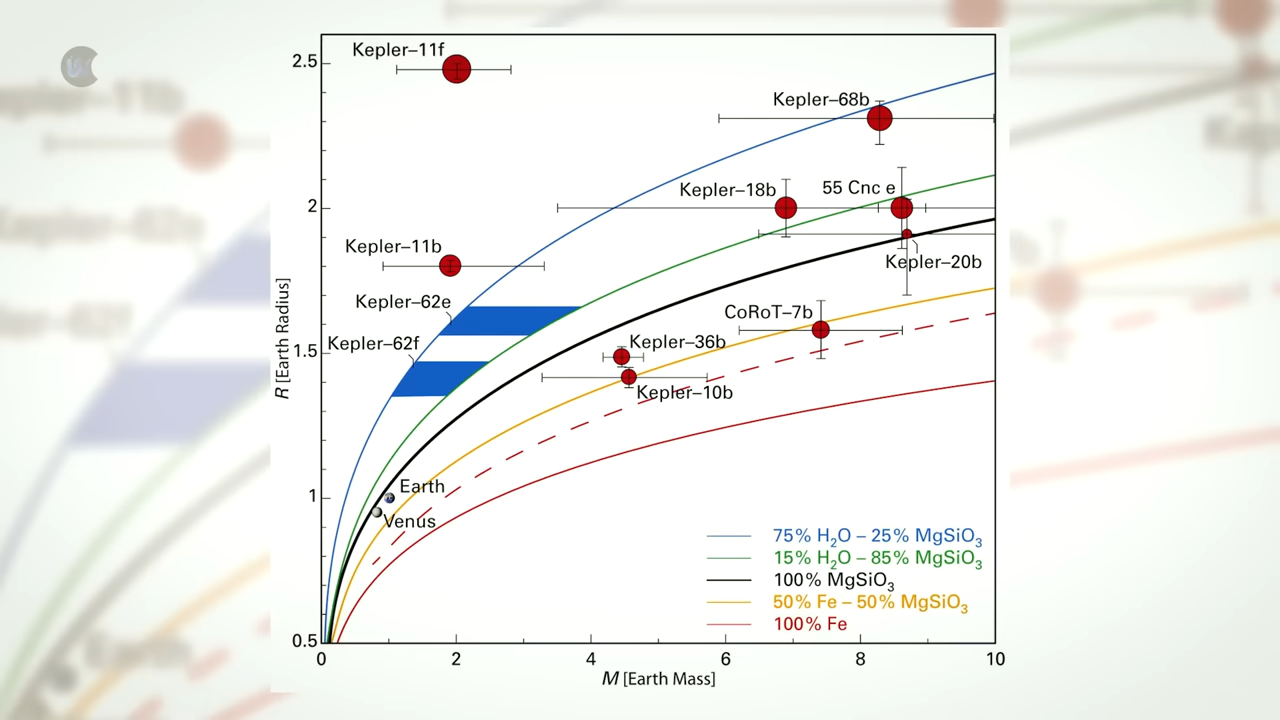 2.5
Kepler–11f
Kepler–68b
2
Kepler–18b
55 Cnc e
Kepler–11b
Kepler–20b
Kepler–62e
CoRoT–7b
Kepler–62f
Kepler–36b
1.5
Kepler–10b
R [Earth Radius]
1
Earth
Venus
75% H₂O – 25% MgSiO₃
15% H₂O – 85% MgSiO₃
100% MgSiO₃
50% Fe – 50% MgSiO₃
100% Fe
0.5
0 2 4 6 8 10
M [Earth Mass]